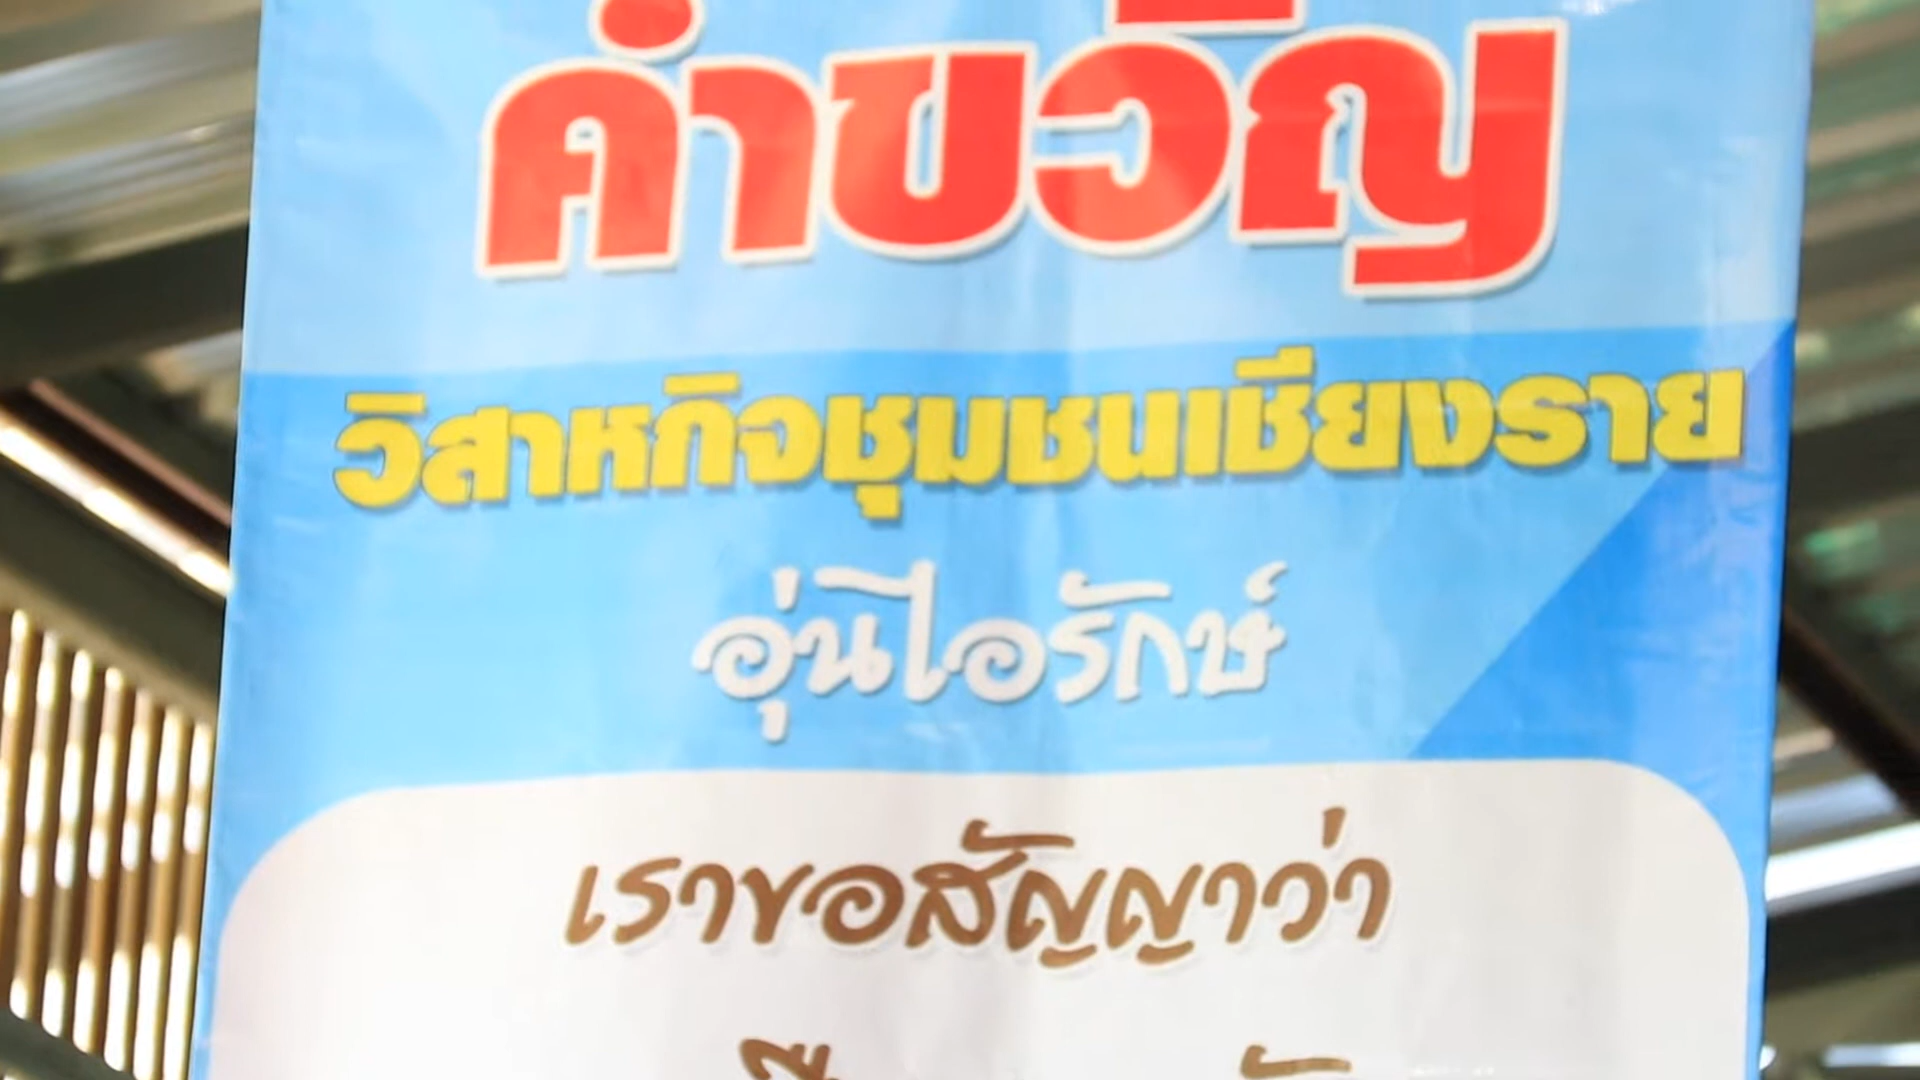 คำขวัญ
วิสาหกิจชุมชนเชียงราย
อุ่นไอรักษ์
เราขอสัญญาว่า